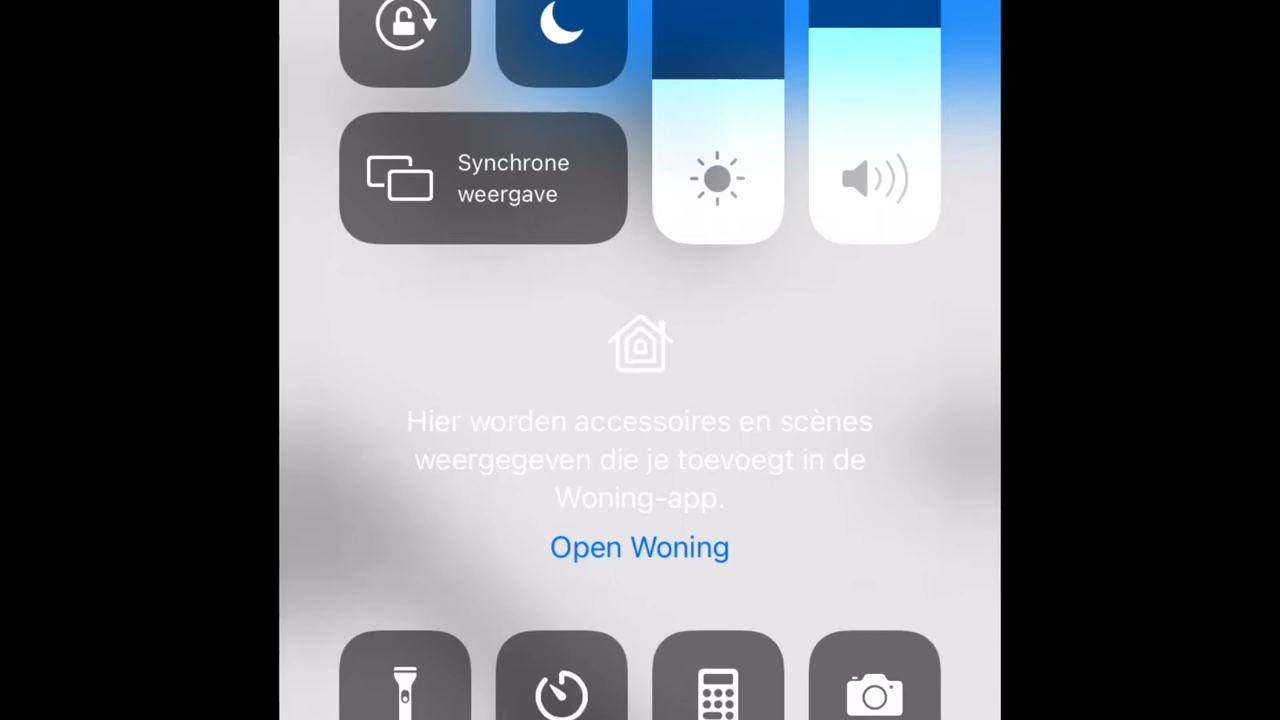 Synchrone
weergave
Hier worden accessoires en scènes
weergegeven die je toevoegt in de
Woning-app.
Open Woning